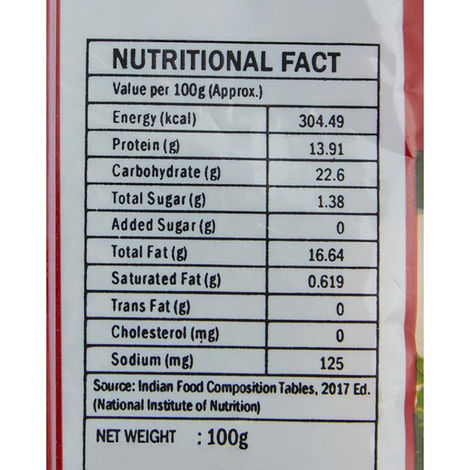 NUTRITIONAL FACT
Value per 100g (Approx.)
Energy (kcal) 304.49
Protein (g) 13.91
Carbohydrate (g) 22.6
Total Sugar (g) 1.38
Added Sugar (g) 0
Total Fat (g) 16.64
Saturated Fat (g) 0.619
Trans Fat (g) 0
Cholesterol (mg) 0
Sodium (mg) 125
Source: Indian Food Composition Tables, 2017 Ed.
(National Institute of Nutrition)
NET WEIGHT : 100g